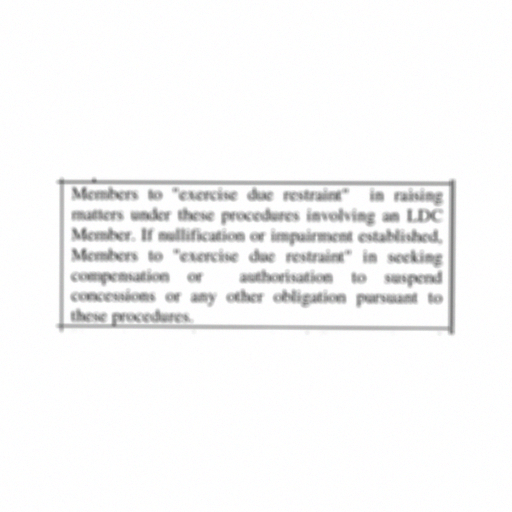 Members to "exercise due restraint" in raising
matters under these procedures involving an LDC
Member. If nullification or impairment established,
Members to "exercise due restraint" in seeking
compensation or authorisation to suspend
concessions or any other obligation pursuant to
these procedures.